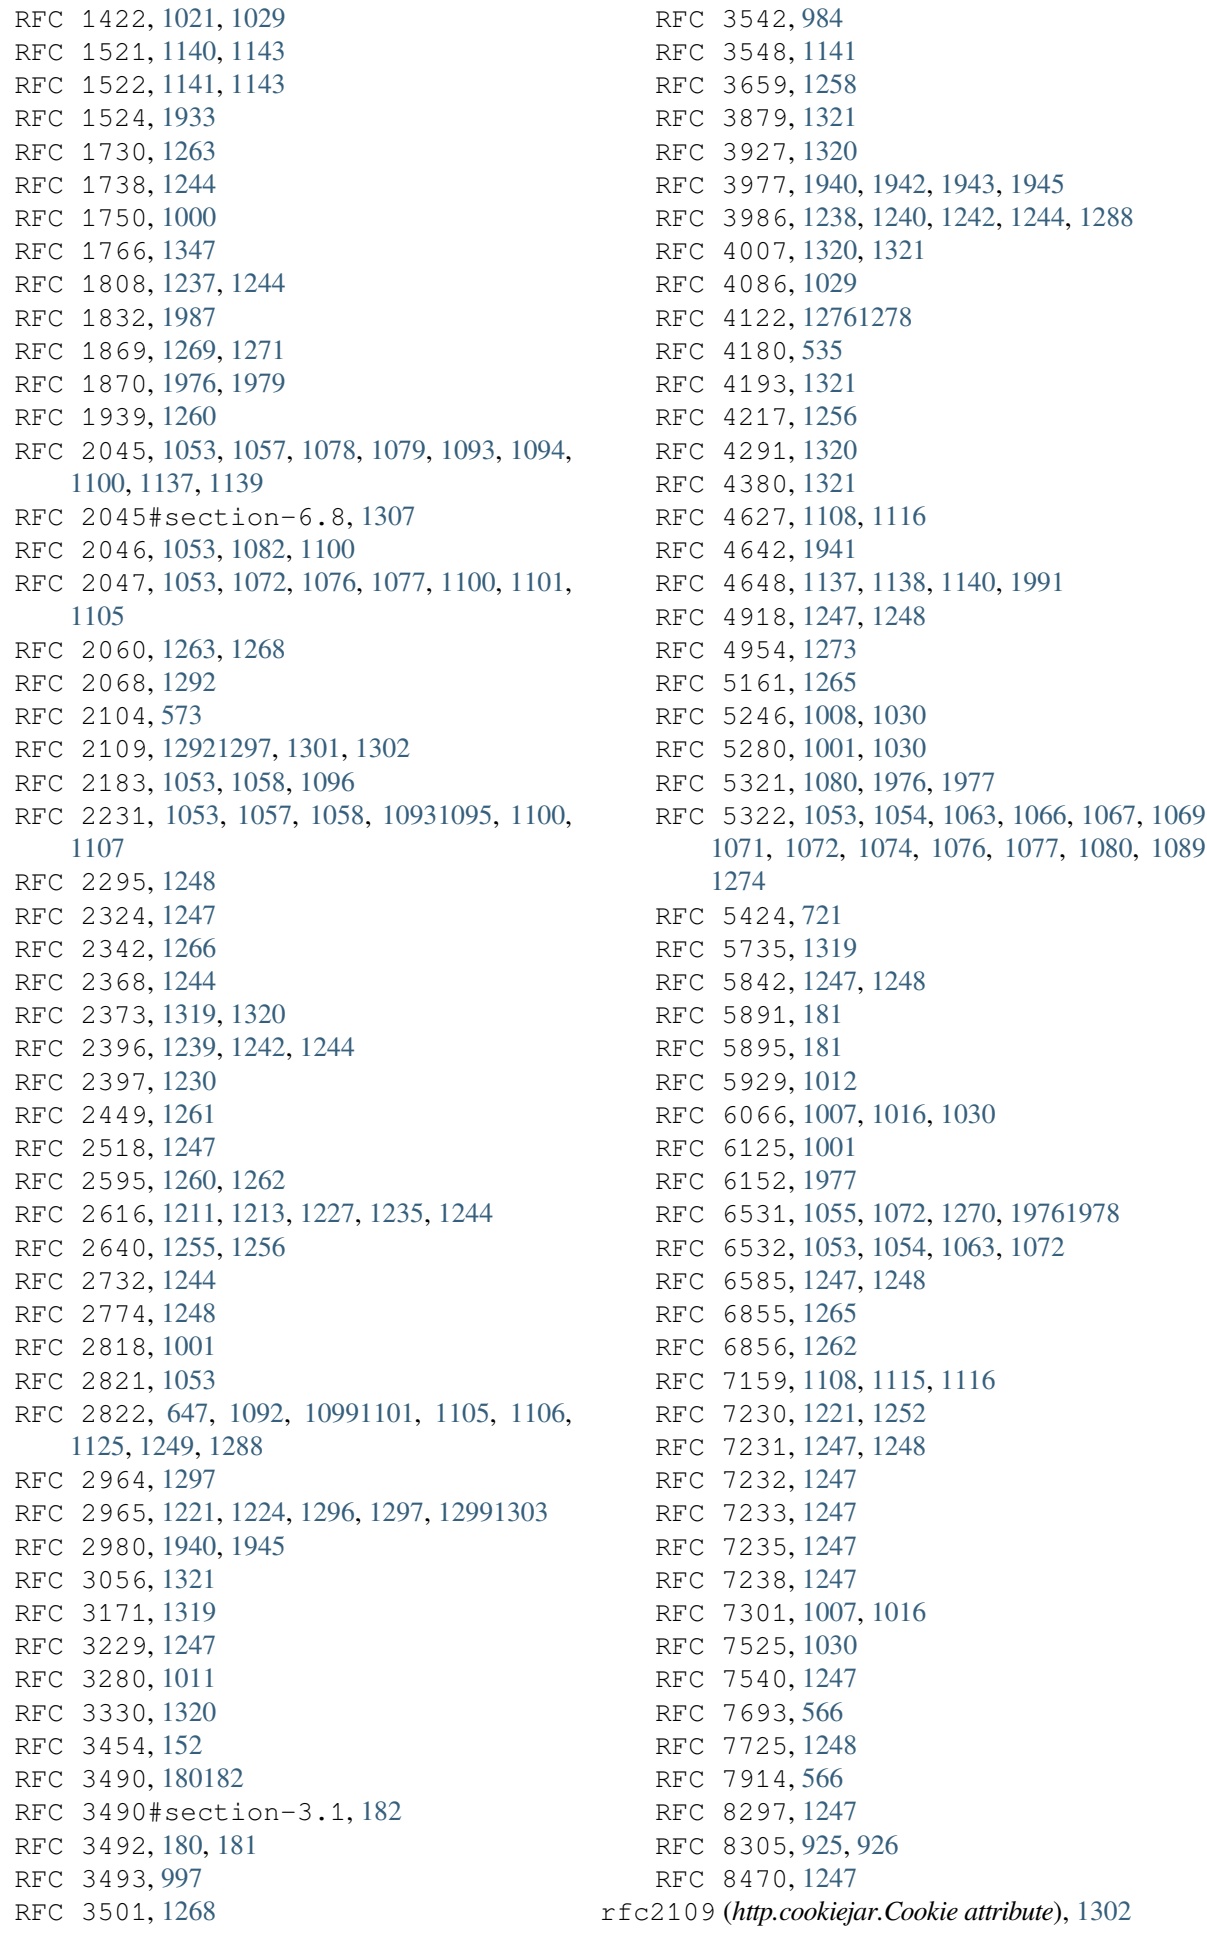 RFC 1422, 1021, 1029
RFC 1521, 1140, 1143
RFC 1522, 1141, 1143
RFC 1524, 1933
RFC 1730, 1263
RFC 1738, 1244
RFC 1750, 1000
RFC 1766, 1347
RFC 1808, 1237, 1244
RFC 1832, 1987
RFC 1869, 1269, 1271
RFC 1870, 1976, 1979
RFC 1939, 1260
RFC 2045, 1053, 1057, 1078, 1079, 1093, 1094,
1100, 1137, 1139
RFC 2045#section-6.8, 1307
RFC 2046, 1053, 1082, 1100
RFC 2047, 1053, 1072, 1076, 1077, 1100, 1101,
1105
RFC 2060, 1263, 1268
RFC 2068, 1292
RFC 2104, 573
RFC 2109, 12921297, 1301, 1302
RFC 2183, 1053, 1058, 1096
RFC 2231, 1053, 1057, 1058, 10931095, 1100,
1107
RFC 2295, 1248
RFC 2324, 1247
RFC 2342, 1266
RFC 2368, 1244
RFC 2373, 1319, 1320
RFC 2396, 1239, 1242, 1244
RFC 2397, 1230
RFC 2449, 1261
RFC 2518, 1247
RFC 2595, 1260, 1262
RFC 2616, 1211, 1213, 1227, 1235, 1244
RFC 2640, 1255, 1256
RFC 2732, 1244
RFC 2774, 1248
RFC 2818, 1001
RFC 2821, 1053
RFC 2822, 647, 1092, 10991101, 1105, 1106,
1125, 1249, 1288
RFC 2964, 1297
RFC 2965, 1221, 1224, 1296, 1297, 12991303
RFC 2980, 1940, 1945
RFC 3056, 1321
RFC 3171, 1319
RFC 3229, 1247
RFC 3280, 1011
RFC 3330, 1320
RFC 3454, 152
RFC 3490, 180182
RFC 3490#section-3.1, 182
RFC 3492, 180, 181
RFC 3493, 997
RFC 3501, 1268
RFC 3542, 984
RFC 3548, 1141
RFC 3659, 1258
RFC 3879, 1321
RFC 3927, 1320
RFC 3977, 1940, 1942, 1943, 1945
RFC 3986, 1238, 1240, 1242, 1244, 1288
RFC 4007, 1320, 1321
RFC 4086, 1029
RFC 4122, 12761278
RFC 4180, 535
RFC 4193, 1321
RFC 4217, 1256
RFC 4291, 1320
RFC 4380, 1321
RFC 4627, 1108, 1116
RFC 4642, 1941
RFC 4648, 1137, 1138, 1140, 1991
RFC 4918, 1247, 1248
RFC 4954, 1273
RFC 5161, 1265
RFC 5246, 1008, 1030
RFC 5280, 1001, 1030
RFC 5321, 1080, 1976, 1977
RFC 5322, 1053, 1054, 1063, 1066, 1067, 1069
1071, 1072, 1074, 1076, 1077, 1080, 1089
1274
RFC 5424, 721
RFC 5735, 1319
RFC 5842, 1247, 1248
RFC 5891, 181
RFC 5895, 181
RFC 5929, 1012
RFC 6066, 1007, 1016, 1030
RFC 6125, 1001
RFC 6152, 1977
RFC 6531, 1055, 1072, 1270, 19761978
RFC 6532, 1053, 1054, 1063, 1072
RFC 6585, 1247, 1248
RFC 6855, 1265
RFC 6856, 1262
RFC 7159, 1108, 1115, 1116
RFC 7230, 1221, 1252
RFC 7231, 1247, 1248
RFC 7232, 1247
RFC 7233, 1247
RFC 7235, 1247
RFC 7238, 1247
RFC 7301, 1007, 1016
RFC 7525, 1030
RFC 7540, 1247
RFC 7693, 566
RFC 7725, 1248
RFC 7914, 566
RFC 8297, 1247
RFC 8305, 925, 926
RFC 8470, 1247
rfc2109 (http.cookiejar.Cookie attribute), 1302